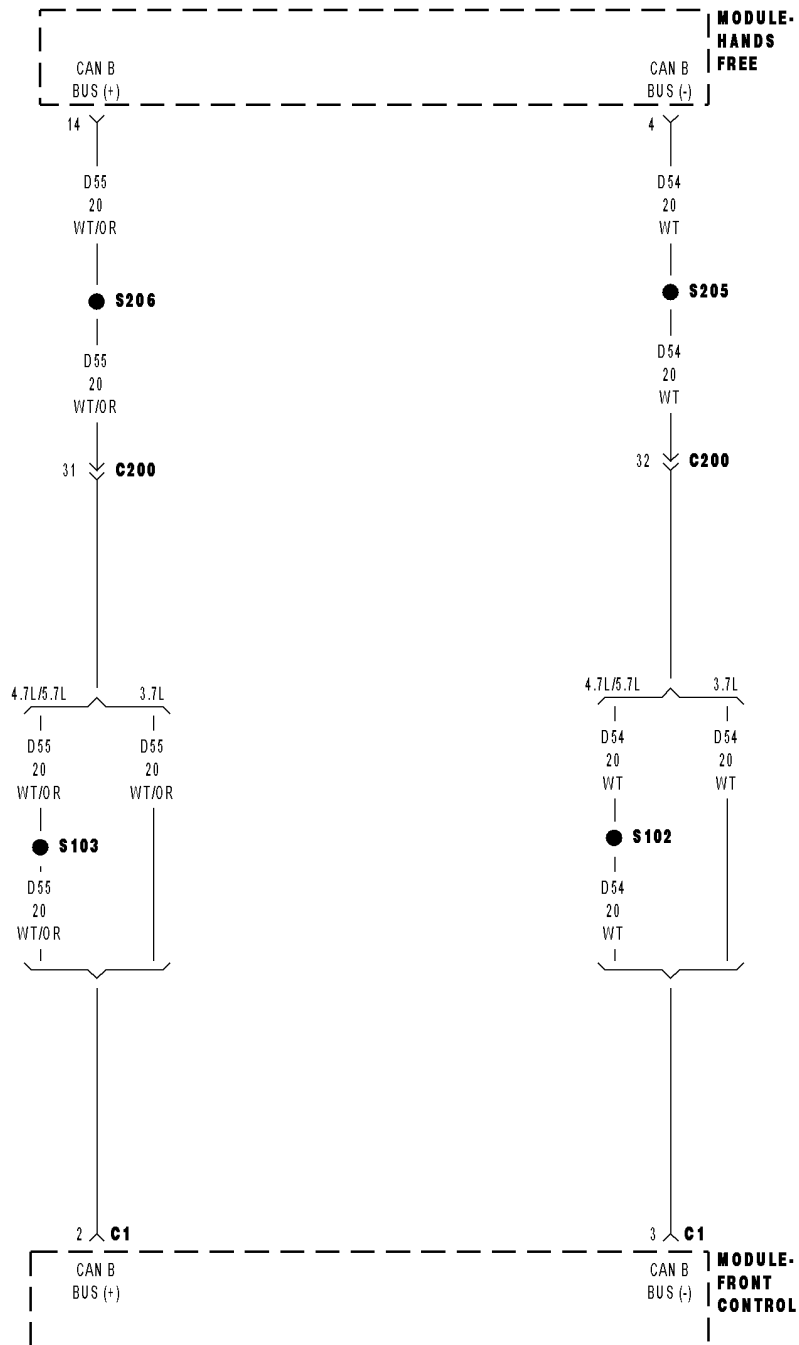 MODULE-
HANDS
FREE
CAN B
BUS (+)
CAN B
BUS (-)
14
4
D55
20
WT/OR
D54
20
WT
S206
S205
D55
20
WT/OR
D54
20
WT
31
C200
32
C200
4.7L/5.7L
3.7L
4.7L/5.7L
3.7L
D55
20
WT/OR
D55
20
WT/OR
D54
20
WT
D54
20
WT
S103
S102
D55
20
WT/OR
D54
20
WT
2
C1
3
C1
CAN B
BUS (+)
CAN B
BUS (-)
MODULE-
FRONT
CONTROL